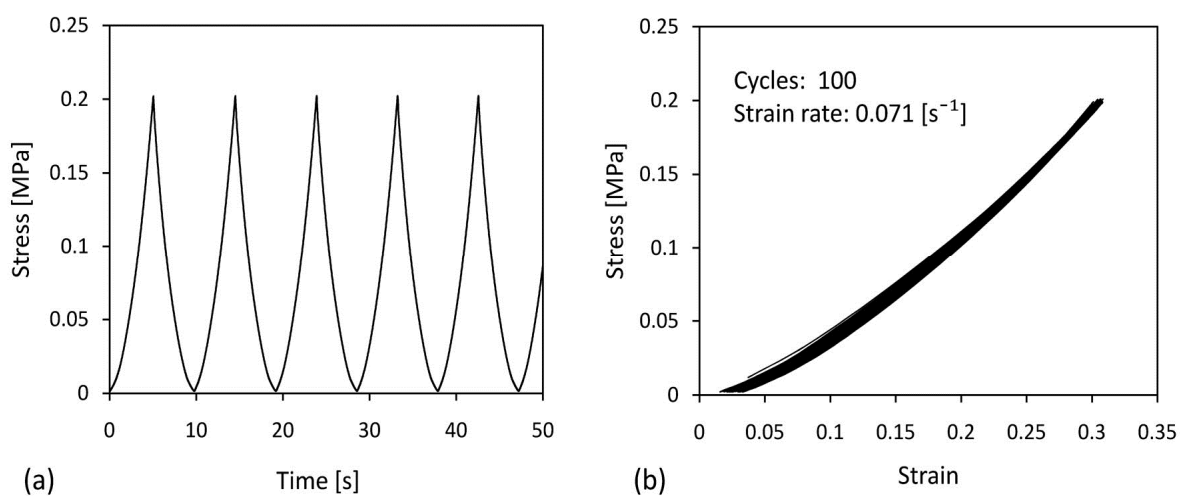 0.25
0.2
0.15
0.1
0.05
0
Stress [MPa]
0 10 20 30 40 50
Time [s]
(a)
0.25
0.2
0.15
0.1
0.05
0
Stress [MPa]
Cycles: 100
Strain rate: 0.071 [s⁻¹]
0 0.05 0.1 0.15 0.2 0.25 0.3 0.35
Strain
(b)